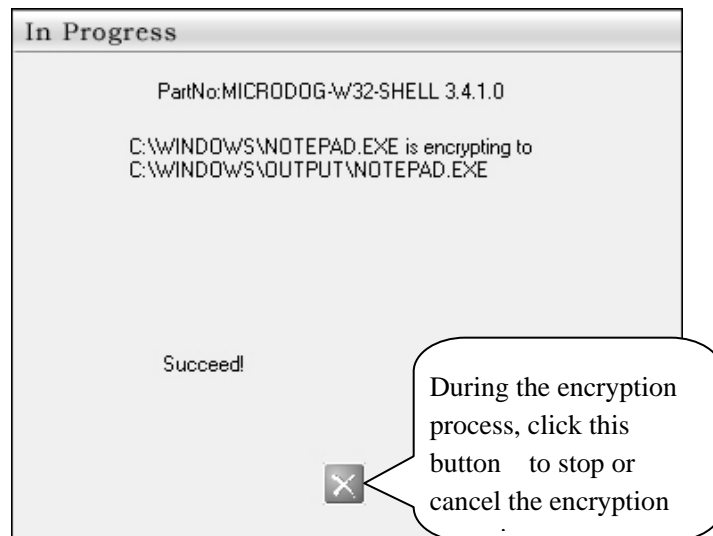 In Progress
PartNo:MICRODOG-W32-SHELL 3.4.1.0
C:\WINDOWS\NOTEPAD.EXE is encrypting to
C:\WINDOWS\OUTPUT\NOTEPAD.EXE
Succeed!
During the encryption
process, click this
button to stop or
cancel the encryption